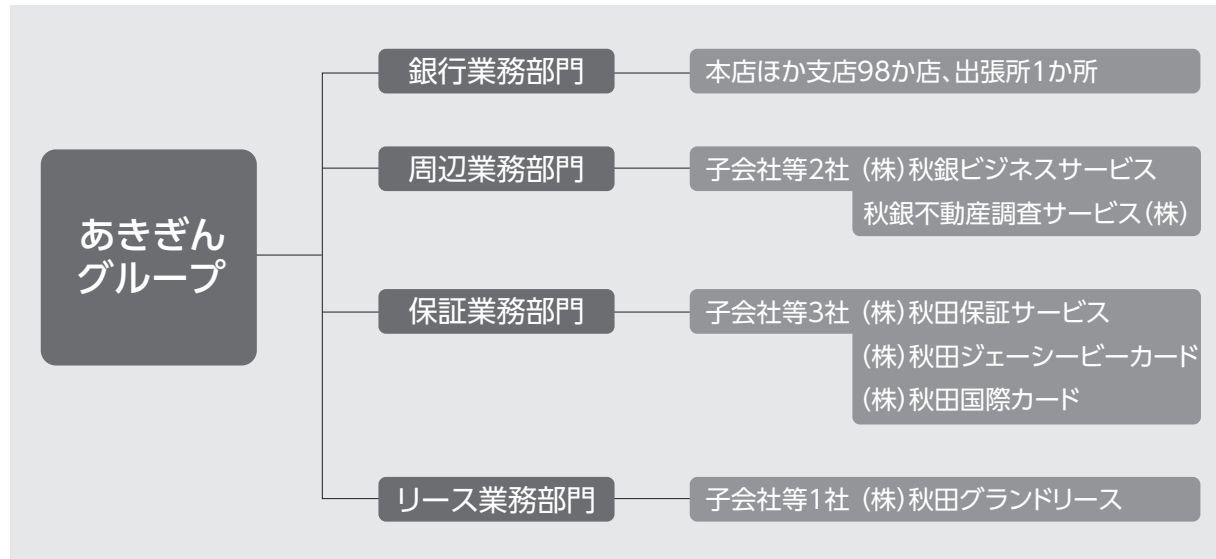 あきぎん
グループ
銀行業務部門
本店ほか支店98か店、出張所1か所
周辺業務部門
子会社等2社 (株)秋銀ビジネスサービス
秋銀不動産調査サービス(株)
保証業務部門
子会社等3社 (株)秋田保証サービス
(株)秋田ジェーシービーカード
(株)秋田国際カード
リース業務部門
子会社等1社 (株)秋田グランドリース